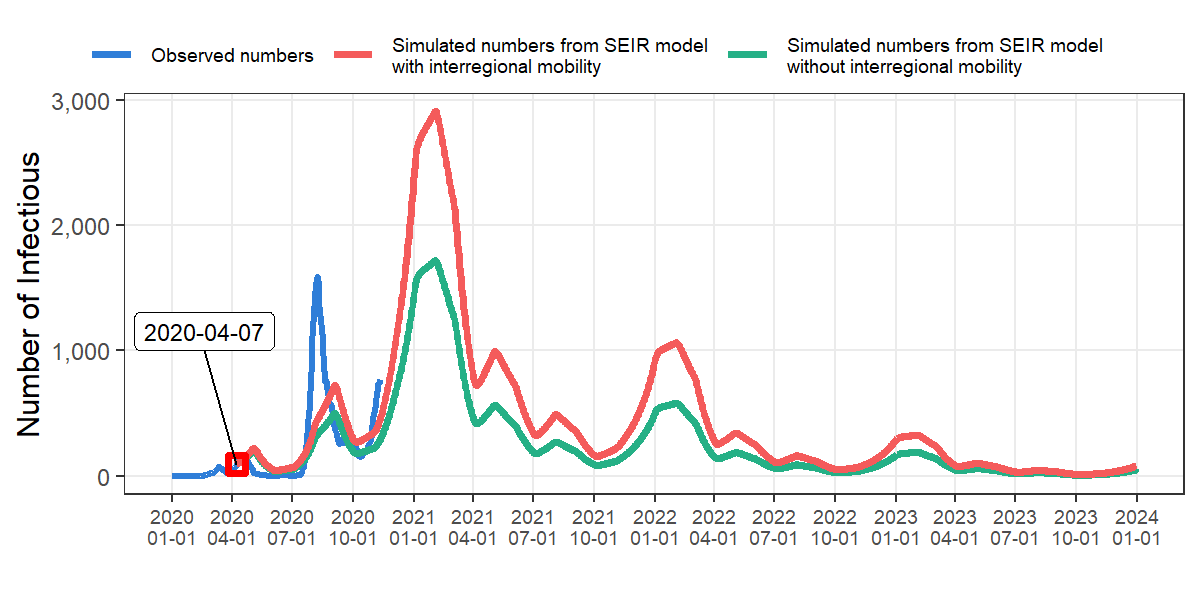 Observed numbers
Simulated numbers from SEIR model
with interregional mobility
Simulated numbers from SEIR model
without interregional mobility
Number of Infectious
3,000
2,000
1,000
0
2020-04-07
2020 2020 2020 2020 2021 2021 2021 2021 2022 2022 2022 2022 2023 2023 2023 2023 2024
01-01 04-01 07-01 10-01 01-01 04-01 07-01 10-01 01-01 04-01 07-01 10-01 01-01 04-01 07-01 10-01 01-01